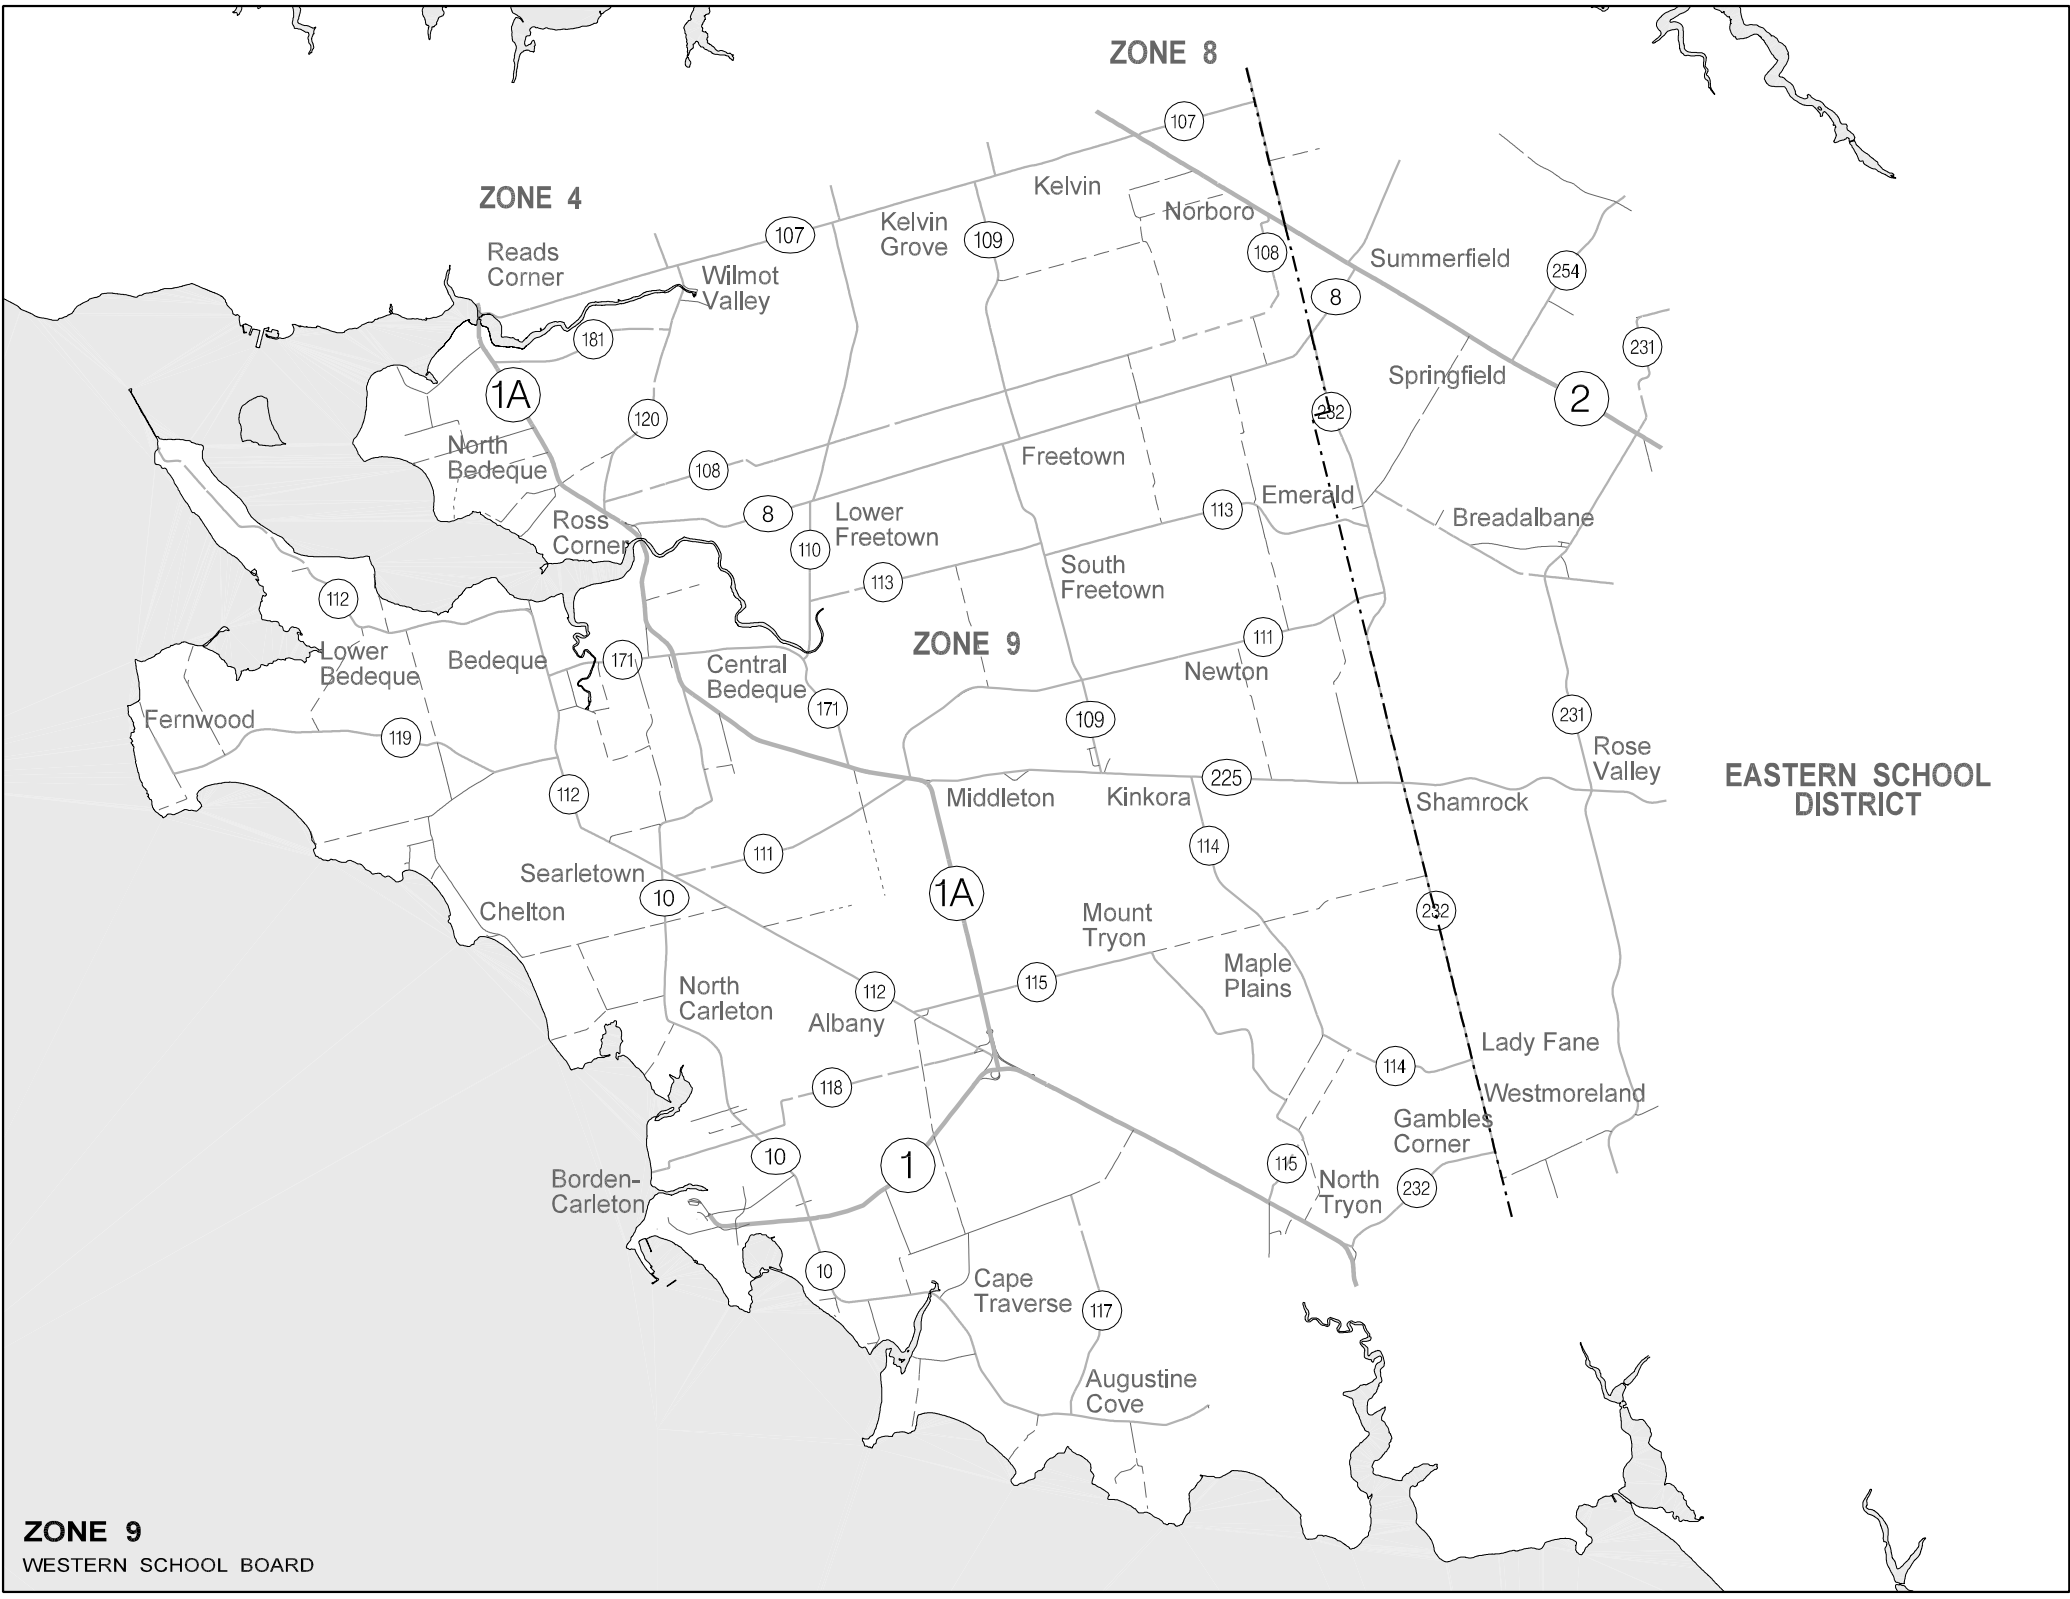 ZONE 8
107
ZONE 4
Kelvin
Norboro
Kelvin
Grove
109
107
Reads
Corner
108
Summerfield
254
Wilmot
Valley
8
181
231
Springfield
1A
2
120
232
North
Bedeque
Freetown
108
Emerald
113
8
Ross
Corner
Lower
Freetown
Breadalbane
110
South
Freetown
113
112
ZONE 9
111
Lower
Bedeque
Bedeque
171
Central
Bedeque
Newton
171
109
231
Fernwood
119
Rose
Valley
225
EASTERN SCHOOL
DISTRICT
112
Middleton
Kinkora
Shamrock
111
114
Searletown
10
1A
Chelton
Mount
Tryon
232
Maple
Plains
115
North
Carleton
112
Albany
Lady Fane
114
118
Westmoreland
Gambles
Corner
10
1
115
Borden-
Carleton
North
Tryon
232
10
Cape
Traverse
117
Augustine
Cove
ZONE 9
WESTERN SCHOOL BOARD